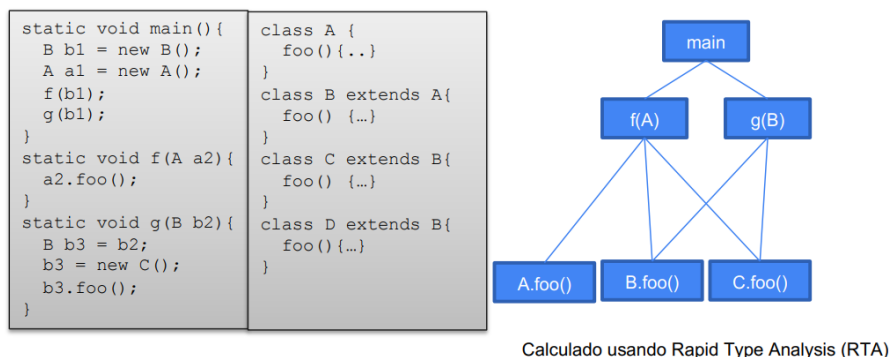 static void main(){
B b1 = new B();
A a1 = new A();
f(b1);
g(b1);
}
static void f(A a2){
a2.foo();
}
static void g(B b2){
B b3 = b2;
b3 = new C();
b3.foo();
}
class A {
foo(){..}
}
class B extends A{
foo() {…}
}
class C extends B{
foo() {…}
}
class D extends B{
foo(){…}
}
main
f(A)
g(B)
A.foo()
B.foo()
C.foo()
Calculado usando Rapid Type Analysis (RTA)